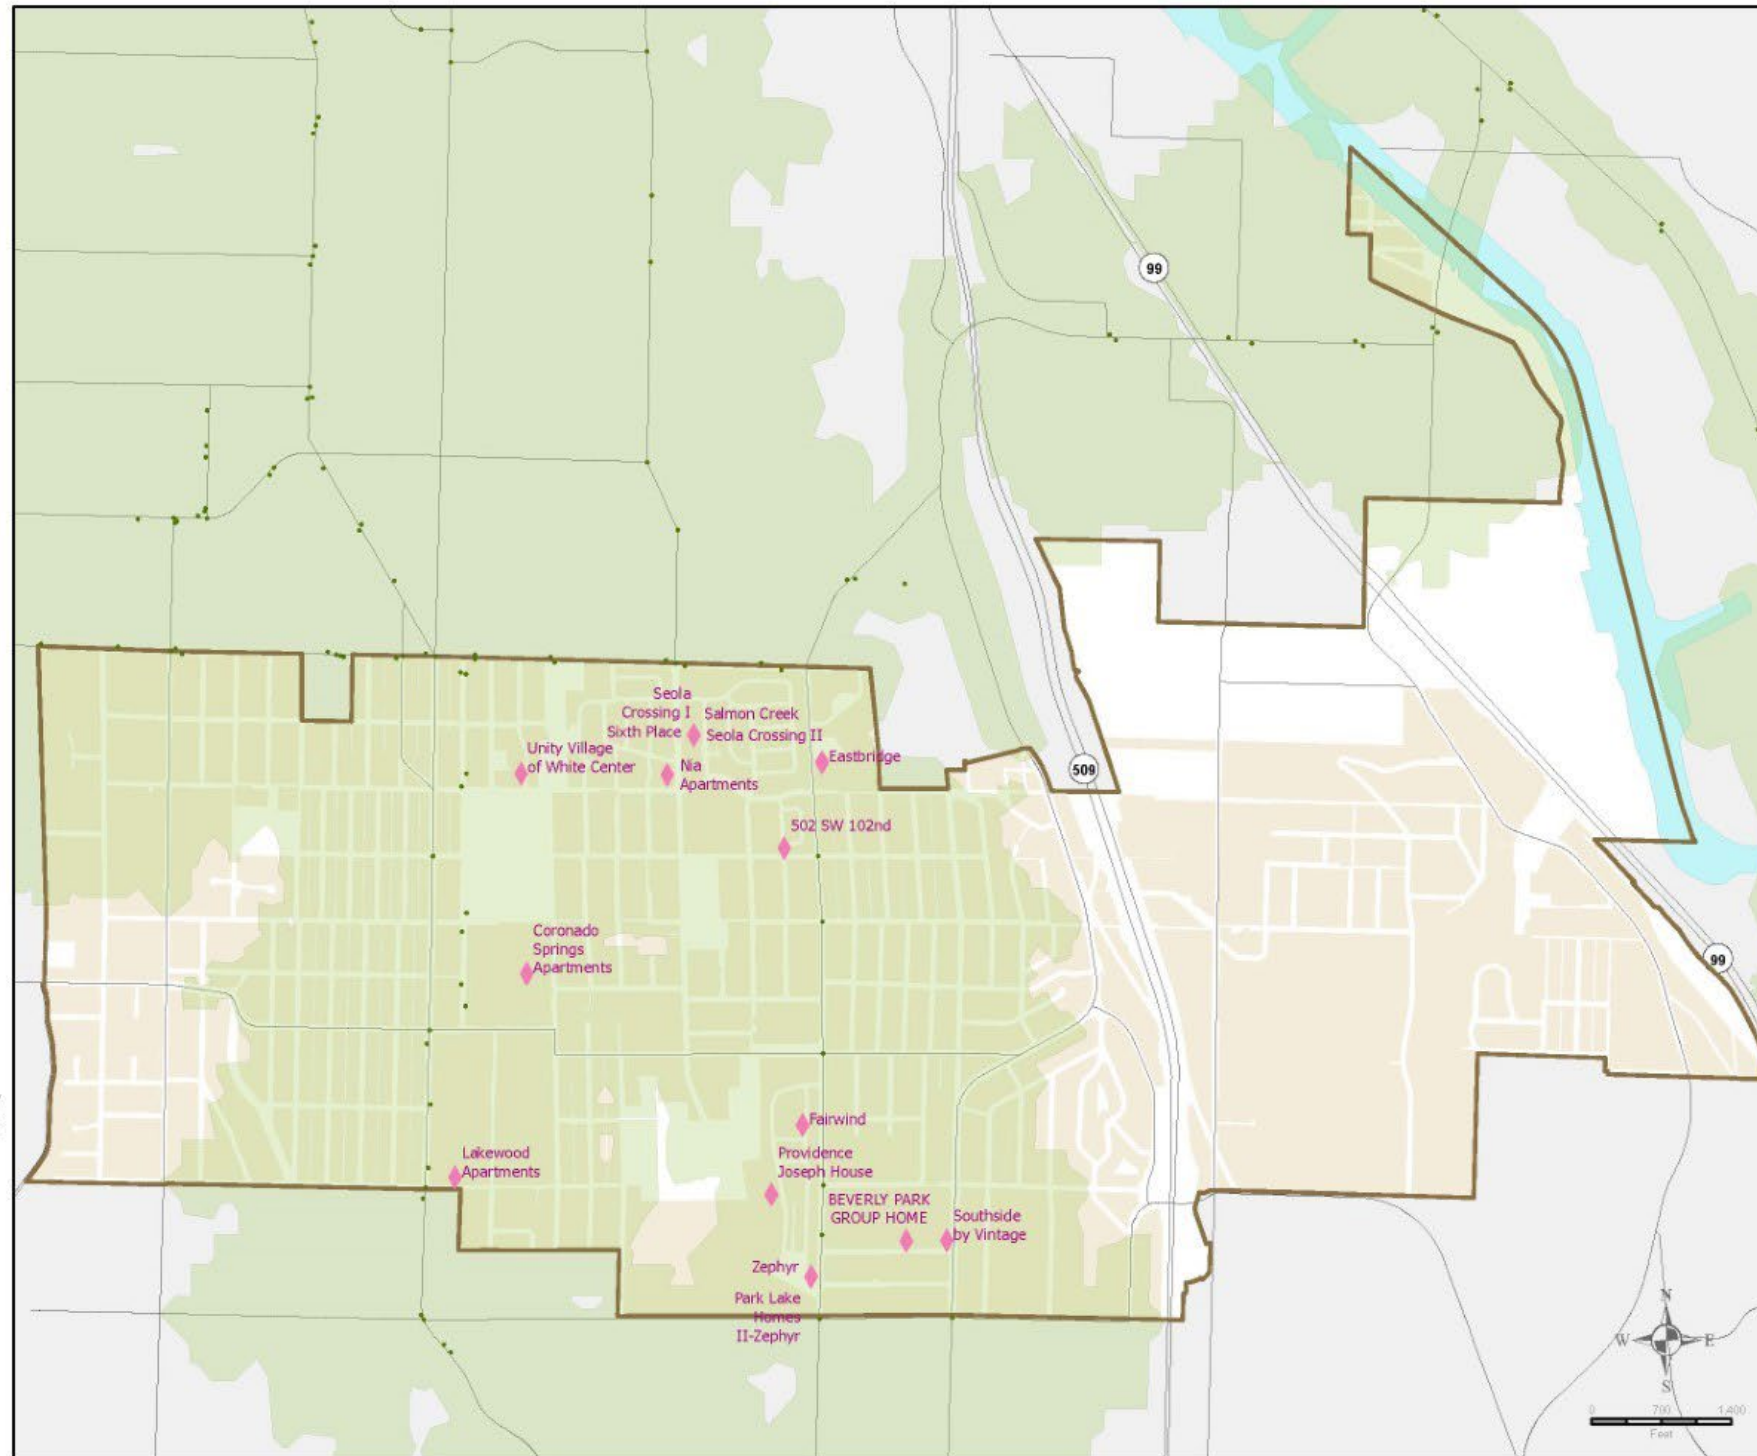 99
Seola
Crossing I
Salmon Creek
Sixth Place
Seola Crossing II
Unity Village
of White Center
Nia
Apartments
Eastbridge
509
502 SW 102nd
Coronado
Springs
Apartments
99
Fairwind
Lakewood
Apartments
Providence
Joseph House
BEVERLY PARK
GROUP HOME
Southside
by Vintage
Zephyr
Park Lake
Homes
II-Zephyr
N
W E
S
0 700 1,400
Feet